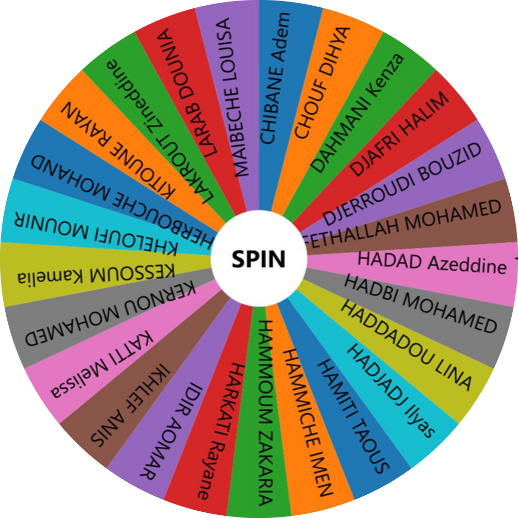 CHIBANE Adem
CHOUF DIHYA
DAHMANI Kenza
DJAFRI HALIM
DJERROUDI BOUZID
FETHALLAH MOHAMED
HADAD Azeddine
HADBI MOHAMED
HADDADOU LINA
HADJADJ Ilyas
HAMITI TAOUS
HAMMICHE IMEN
HAMMOUM ZAKARIA
HARKATI Rayane
IDIR AOMAR
IKHLEF ANIS
KATTI Melissa
KERNOU MOHAMED
KESSOUM Kamelia
KHELOUFI MOUNIR
KHERBOUCHE MOHAND
KITOUNE RAYAN
LAKROUT Zineddine
LARAB DOUNIA
MAIBECHE LOUISA
SPIN